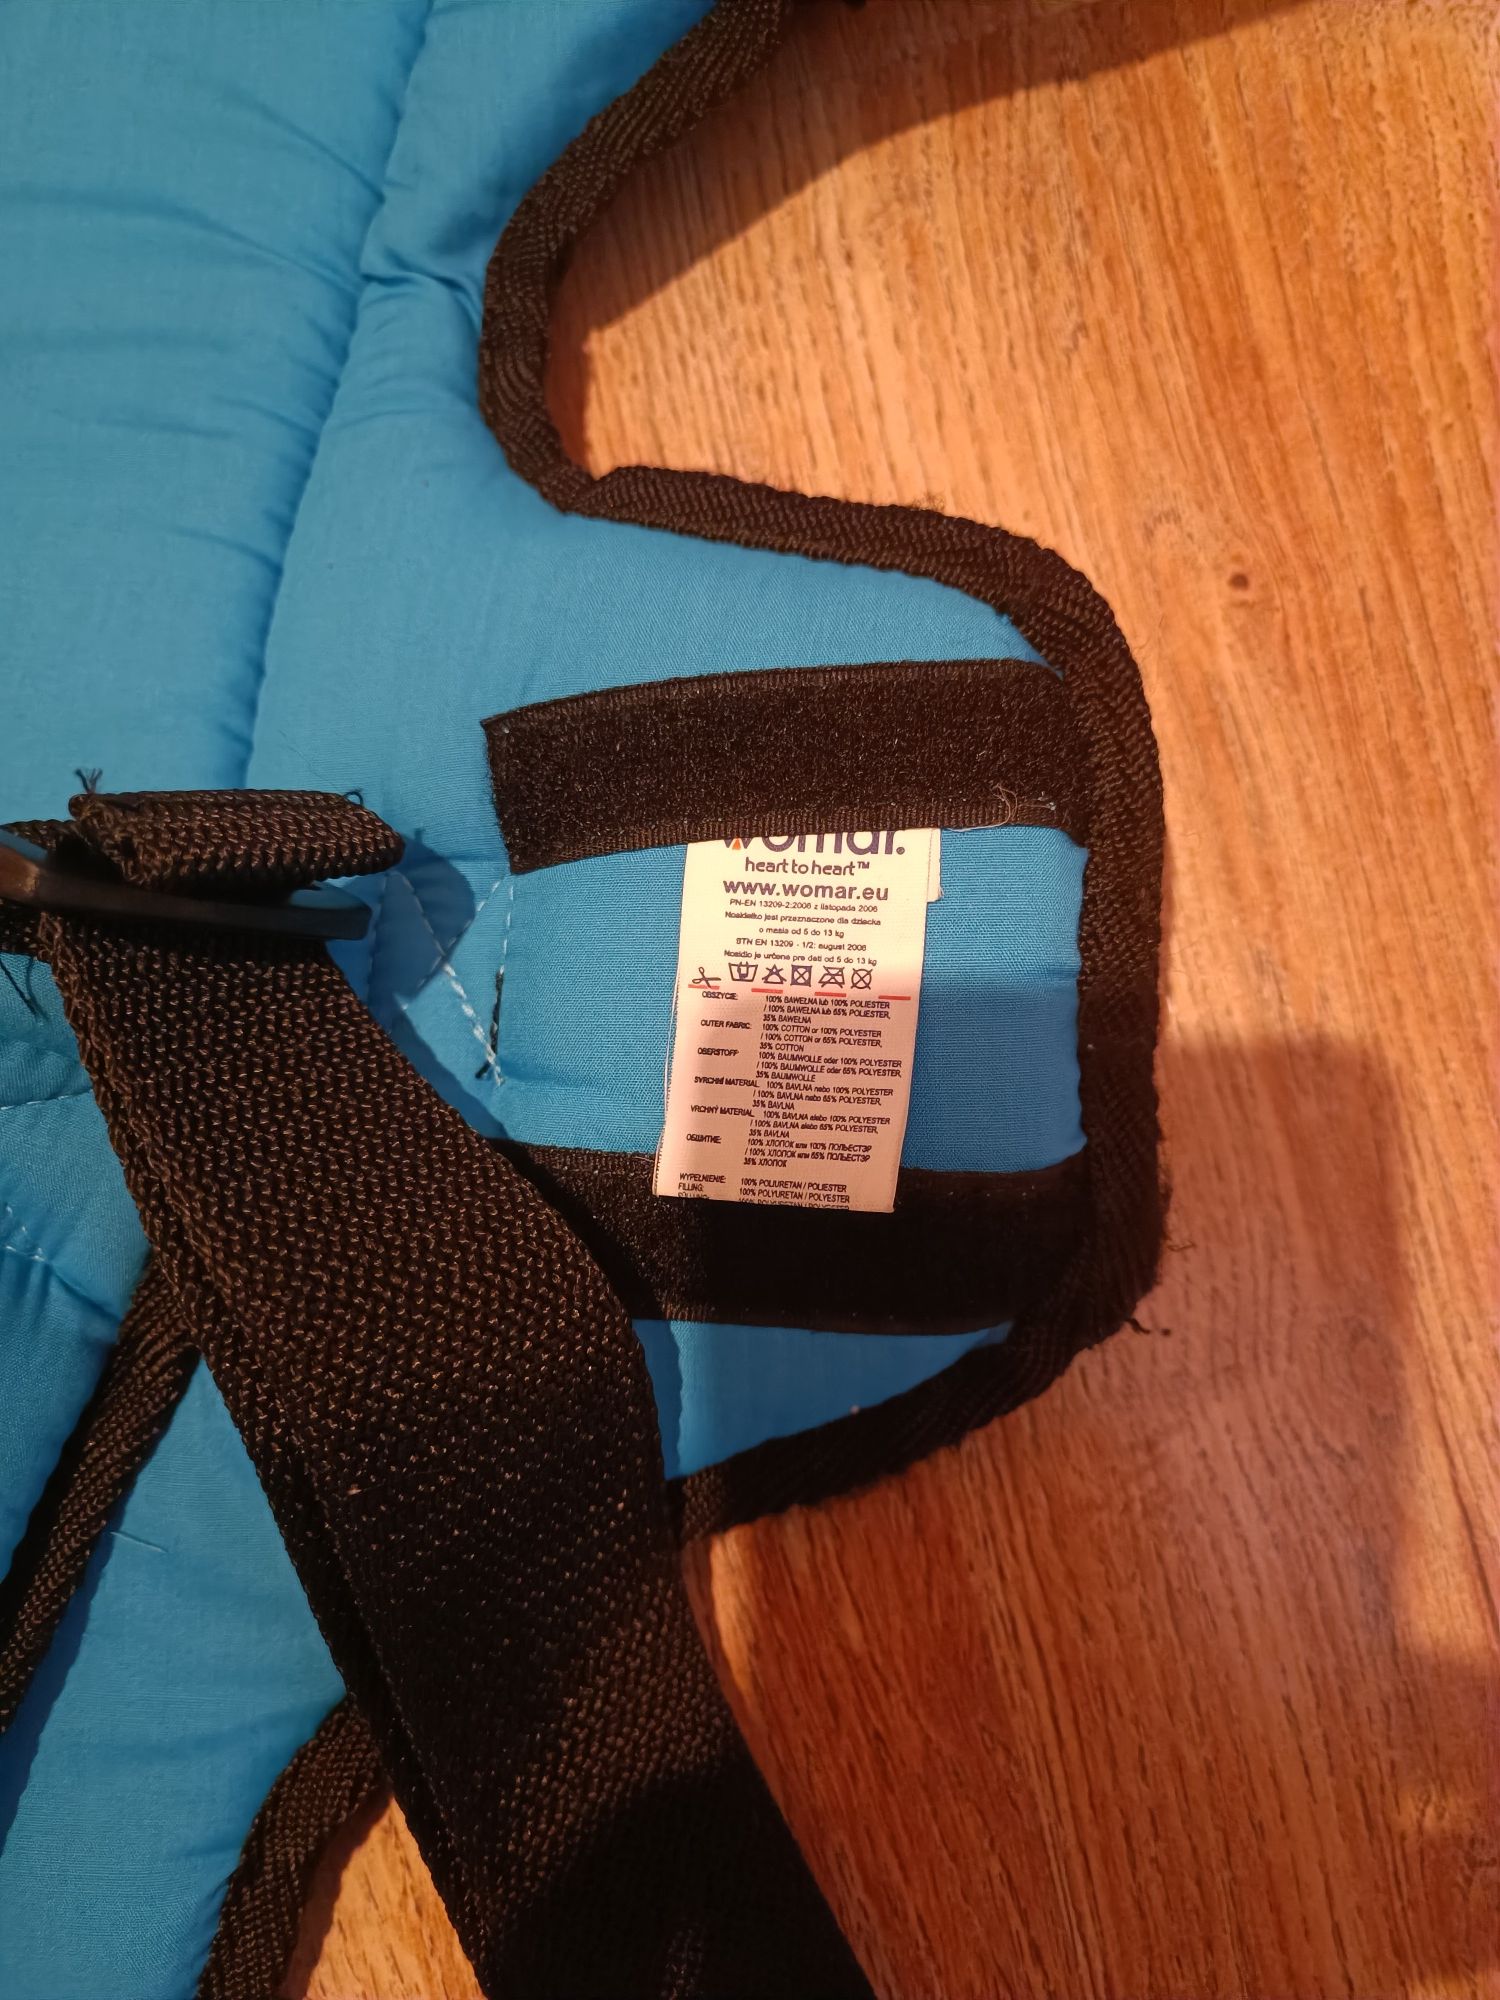 womar.
heart to heart™
www.womar.eu
PN-EN 13209-2:2006 z listopada 2006
Nosidełko jest przeznaczone dla dziecka
o masie od 5 do 13 kg
STN EN 13209 - 1/2: august 2006
Nosidlo je určene pre deti od 5 do 13 kg
OBSZYCIE: 100% BAWEŁNA lub 100% POLIESTER
/ 100% BAWEŁNA lub 65% POLIESTER,
35% BAWEŁNA
OUTER FABRIC: 100% COTTON or 100% POLYESTER
/ 100% COTTON or 65% POLYESTER,
35% COTTON
OBERSTOFF: 100% BAUMWOLLE oder 100% POLYESTER
/ 100% BAUMWOLLE oder 65% POLYESTER,
35% BAUMWOLLE
SVRCHNÍ MATERIAL: 100% BAVLNA nebo 100% POLYESTER
/ 100% BAVLNA nebo 65% POLYESTER,
35% BAVLNA
VRCHNÝ MATERIAL: 100% BAVLNA alebo 100% POLYESTER
/ 100% BAVLNA alebo 65% POLYESTER,
35% BAVLNA
ОБШИТИЕ: 100% ХЛОПОК или 100% ПОЛЬЕСТЭР
/ 100% ХЛОПОК или 65% ПОЛЬЕСТЭР
35% ХЛОПОК
WYPEŁNIENIE: 100% POLIURETAN / POLIESTER
FILLING: 100% POLYURETAN / POLYESTER
FÜLLUNG: 100% POLYURETAN / POLYESTER